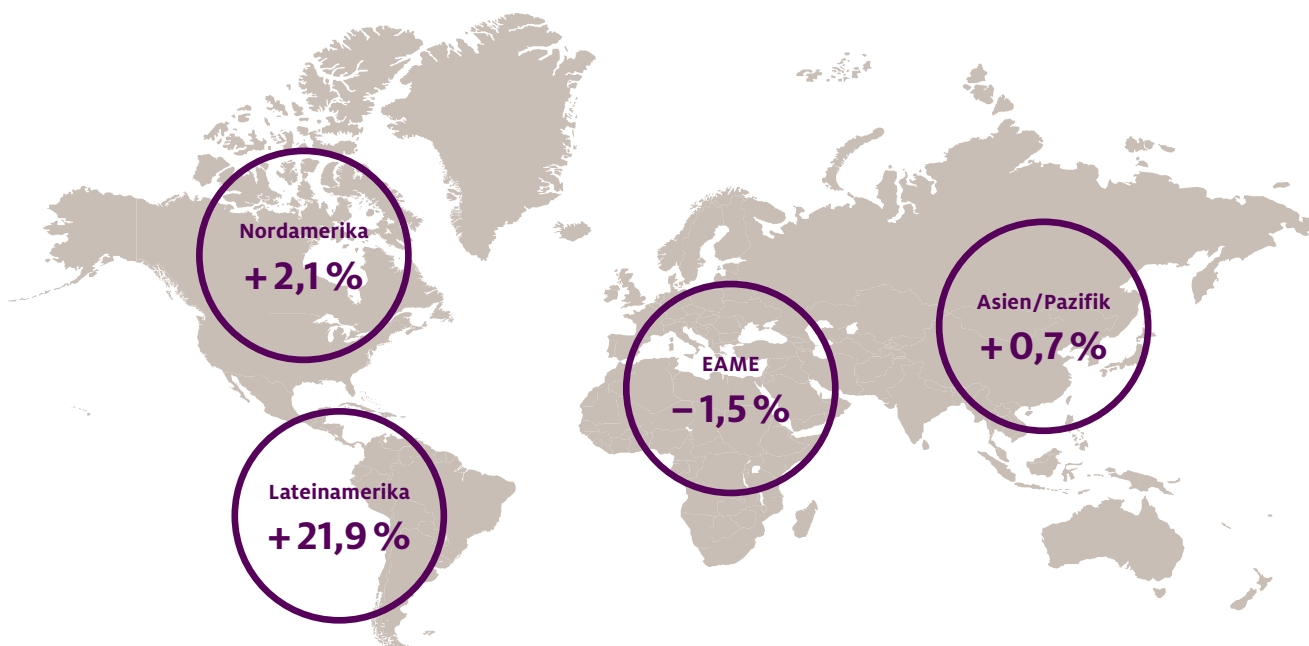 Nordamerika
+ 2,1 %
Asien/Pazifik
+ 0,7 %
EAME
– 1,5 %
Lateinamerika
+ 21,9 %